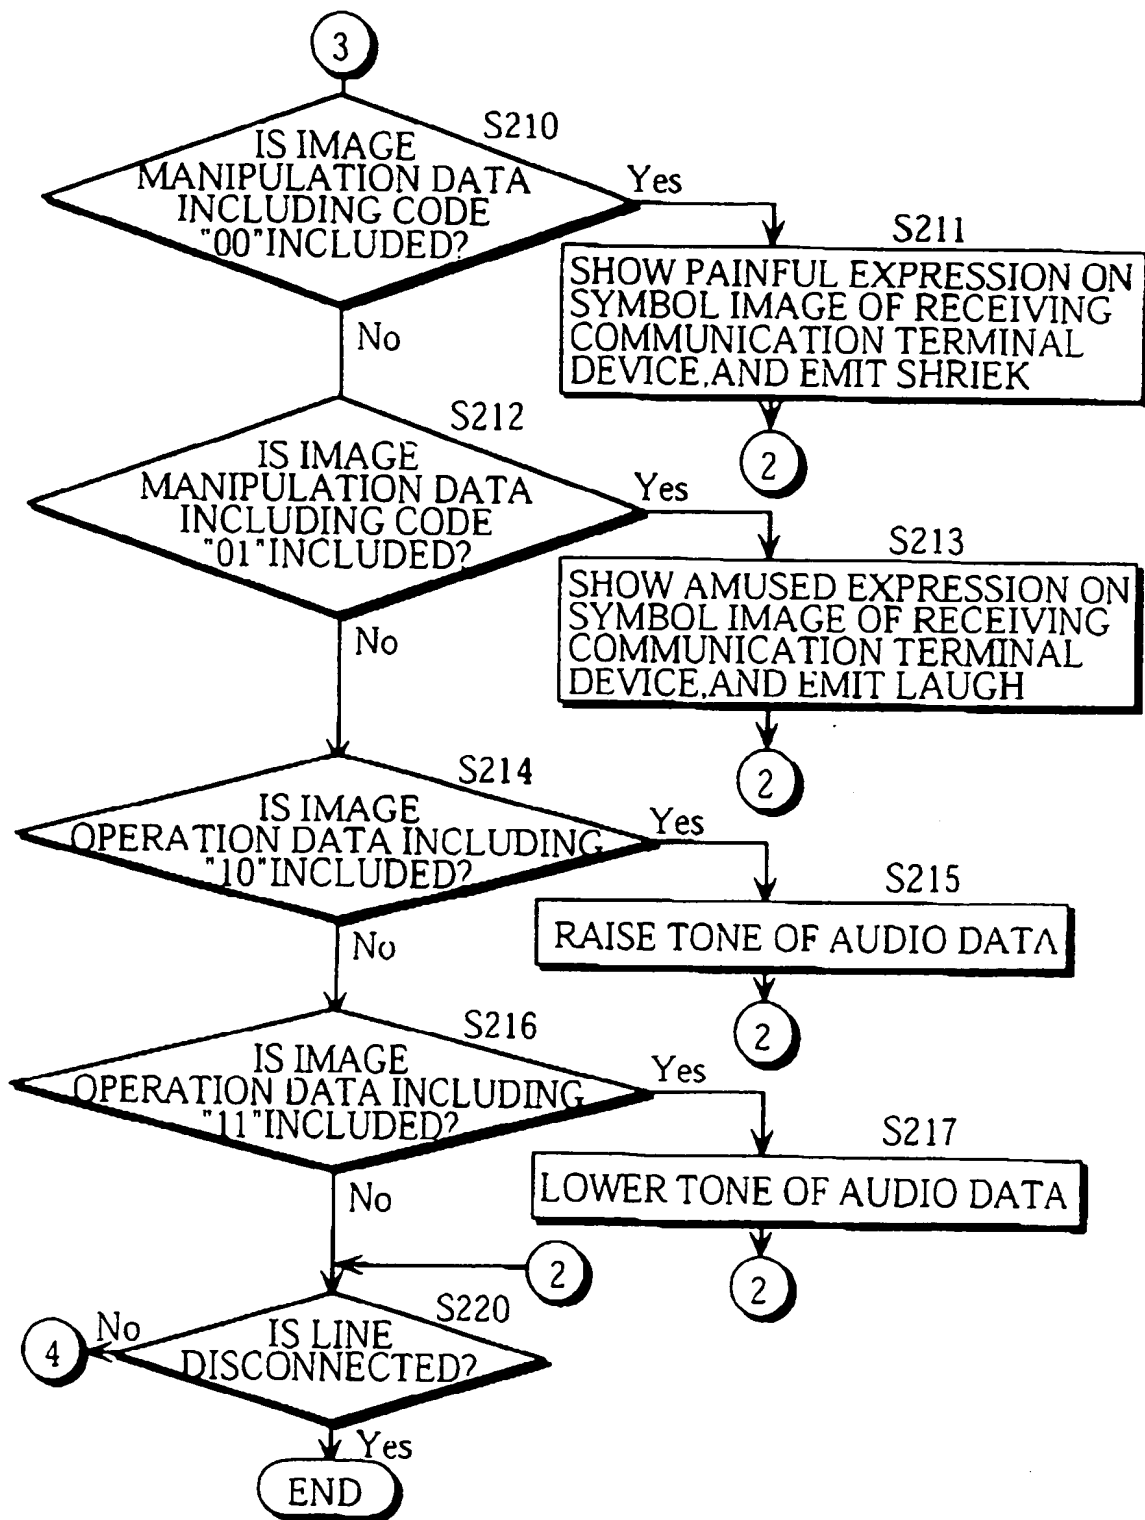 3
S210
IS IMAGE
MANIPULATION DATA
INCLUDING CODE
"00"INCLUDED?
Yes
No
S211
SHOW PAINFUL EXPRESSION ON
SYMBOL IMAGE OF RECEIVING
COMMUNICATION TERMINAL
DEVICE,AND EMIT SHRIEK
2
S212
IS IMAGE
MANIPULATION DATA
INCLUDING CODE
"01"INCLUDED?
Yes
No
S213
SHOW AMUSED EXPRESSION ON
SYMBOL IMAGE OF RECEIVING
COMMUNICATION TERMINAL
DEVICE,AND EMIT LAUGH
2
S214
IS IMAGE
OPERATION DATA INCLUDING
"10"INCLUDED?
Yes
No
S215
RAISE TONE OF AUDIO DATA
2
S216
IS IMAGE
OPERATION DATA INCLUDING
"11"INCLUDED?
Yes
No
S217
LOWER TONE OF AUDIO DATA
2
2
S220
IS LINE
DISCONNECTED?
No
4
Yes
END